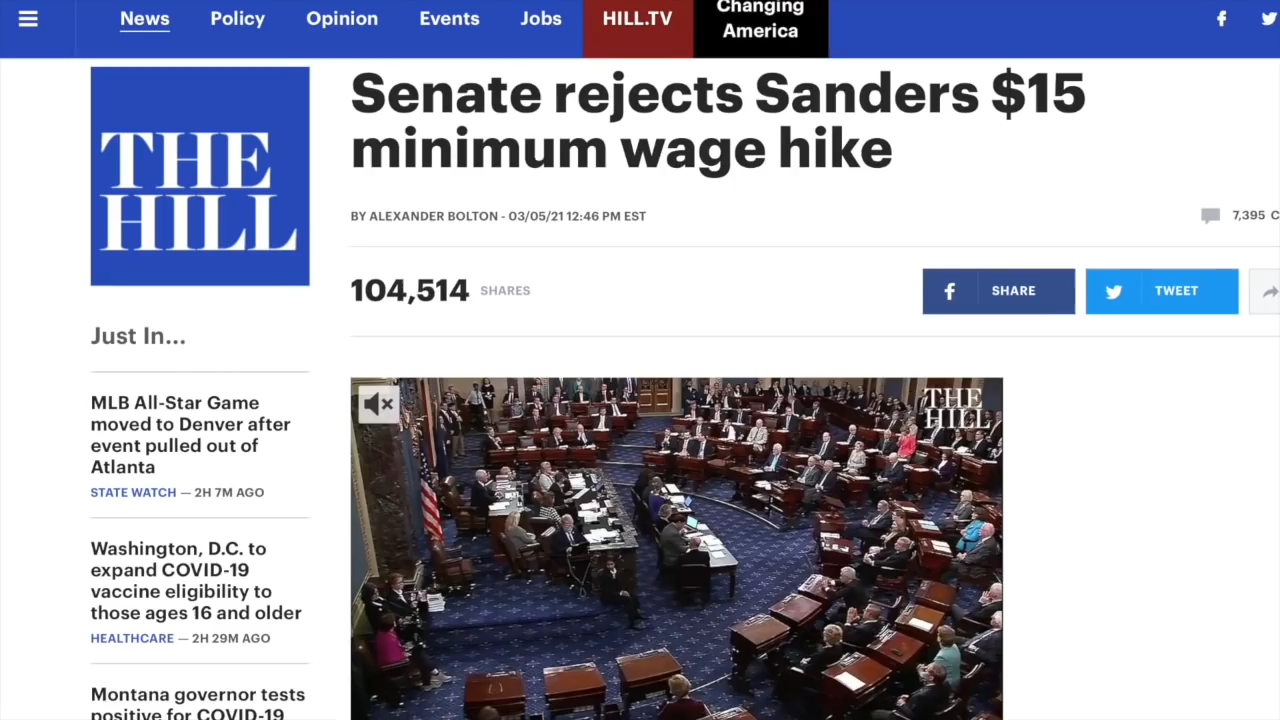 News Policy Opinion Events Jobs HILL.TV Changing
America
THE
HILL
Senate rejects Sanders $15
minimum wage hike
BY ALEXANDER BOLTON - 03/05/21 12:46 PM EST
7,395 C
104,514 SHARES
SHARE
TWEET
Just In...
MLB All-Star Game
moved to Denver after
event pulled out of
Atlanta
STATE WATCH — 2H 7M AGO
Washington, D.C. to
expand COVID-19
vaccine eligibility to
those ages 16 and older
HEALTHCARE — 2H 29M AGO
Montana governor tests
positive for COVID-19
THE
HILL